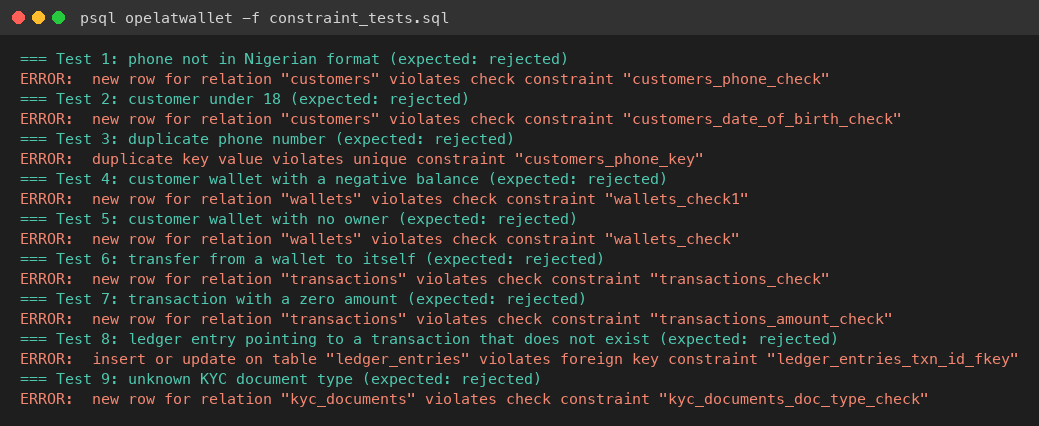 psql opelatwallet –f constraint_tests.sql
=== Test 1: phone not in Nigerian format (expected: rejected)
ERROR:  new row for relation "customers" violates check constraint "customers_phone_check"
=== Test 2: customer under 18 (expected: rejected)
ERROR:  new row for relation "customers" violates check constraint "customers_date_of_birth_check"
=== Test 3: duplicate phone number (expected: rejected)
ERROR:  duplicate key value violates unique constraint "customers_phone_key"
=== Test 4: customer wallet with a negative balance (expected: rejected)
ERROR:  new row for relation "wallets" violates check constraint "wallets_check1"
=== Test 5: customer wallet with no owner (expected: rejected)
ERROR:  new row for relation "wallets" violates check constraint "wallets_check"
=== Test 6: transfer from a wallet to itself (expected: rejected)
ERROR:  new row for relation "transactions" violates check constraint "transactions_check"
=== Test 7: transaction with a zero amount (expected: rejected)
ERROR:  new row for relation "transactions" violates check constraint "transactions_amount_check"
=== Test 8: ledger entry pointing to a transaction that does not exist (expected: rejected)
ERROR:  insert or update on table "ledger_entries" violates foreign key constraint "ledger_entries_txn_id_fkey"
=== Test 9: unknown KYC document type (expected: rejected)
ERROR:  new row for relation "kyc_documents" violates check constraint "kyc_documents_doc_type_check"